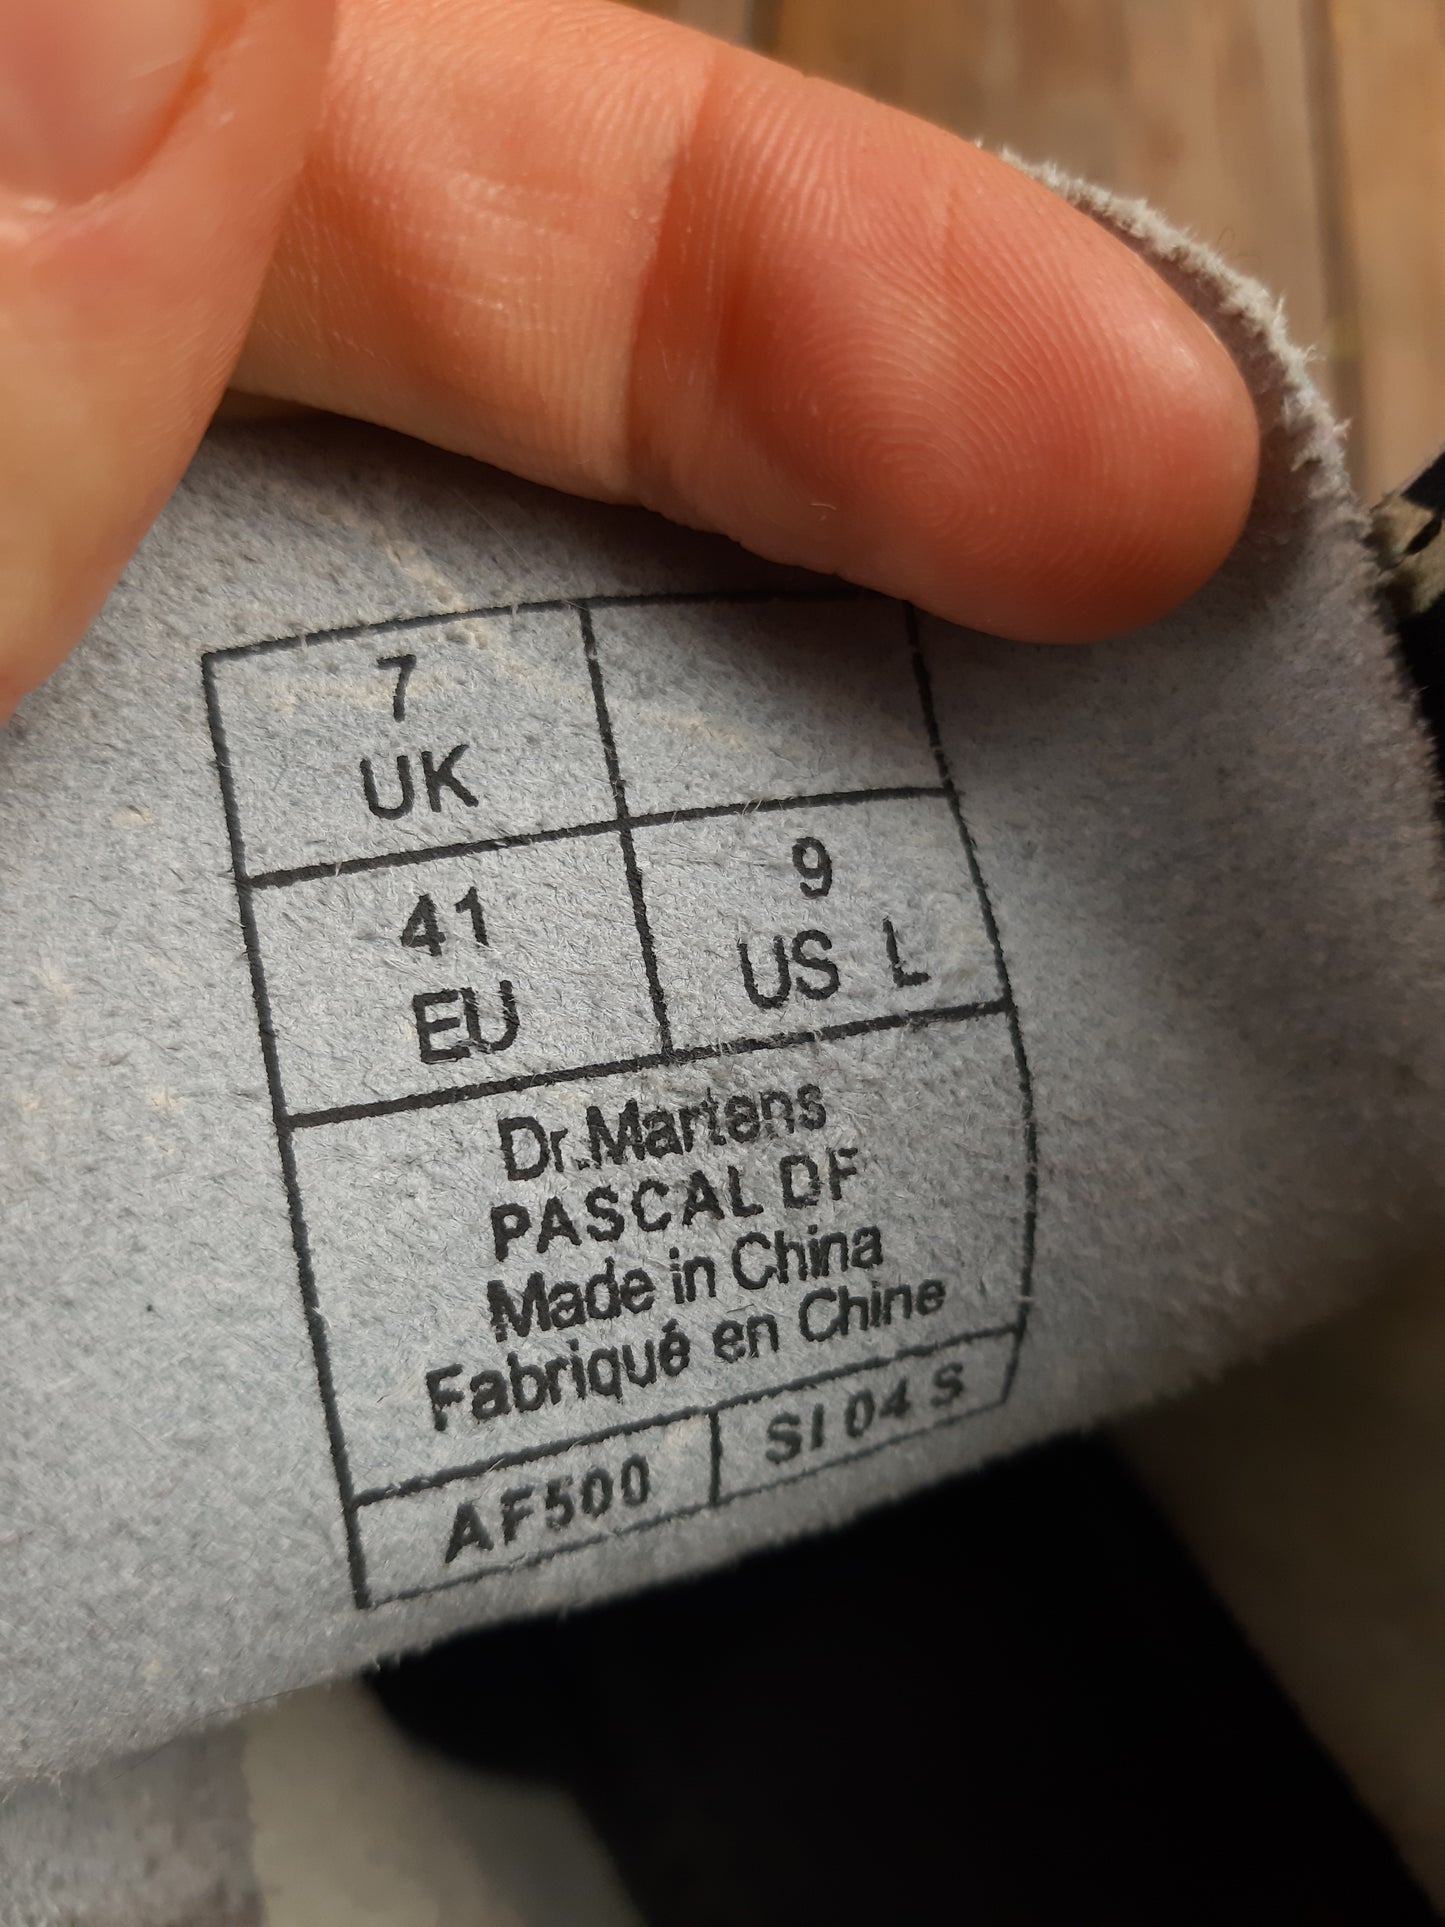 7
UK
41
EU
9
US L
Dr.Martens
PASCAL DF
Made in China
Fabriqué en Chine
AF500
SI 04 S